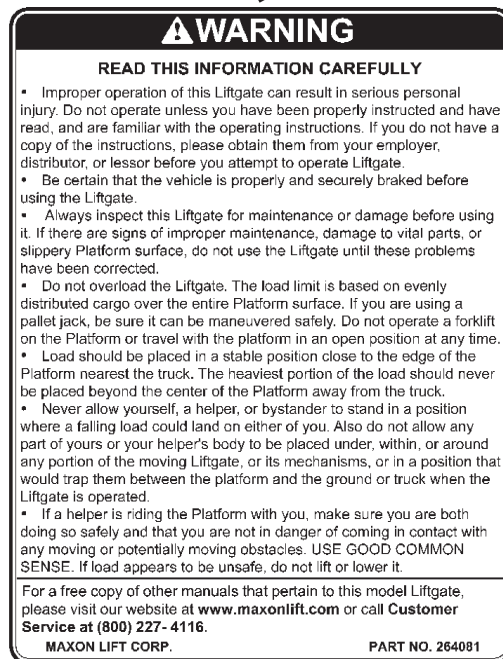 ⚠WARNING
READ THIS INFORMATION CAREFULLY
• Improper operation of this Liftgate can result in serious personal
injury. Do not operate unless you have been properly instructed and have
read, and are familiar with the operating instructions. If you do not have a
copy of the instructions, please obtain them from your employer,
distributor, or lessor before you attempt to operate Liftgate.
• Be certain that the vehicle is properly and securely braked before
using the Liftgate.
• Always inspect this Liftgate for maintenance or damage before using
it. If there are signs of improper maintenance, damage to vital parts, or
slippery Platform surface, do not use the Liftgate until these problems
have been corrected.
• Do not overload the Liftgate. The load limit is based on evenly
distributed cargo over the entire Platform surface. If you are using a
pallet jack, be sure it can be maneuvered safely. Do not operate a forklift
on the Platform or travel with the platform in an open position at any time.
• Load should be placed in a stable position close to the edge of the
Platform nearest the truck. The heaviest portion of the load should never
be placed beyond the center of the Platform away from the truck.
• Never allow yourself, a helper, or bystander to stand in a position
where a falling load could land on either of you. Also do not allow any
part of yours or your helper's body to be placed under, within, or around
any portion of the moving Liftgate, or its mechanisms, or in a position that
would trap them between the platform and the ground or truck when the
Liftgate is operated.
• If a helper is riding the Platform with you, make sure you are both
doing so safely and that you are not in danger of coming in contact with
any moving or potentially moving obstacles. USE GOOD COMMON
SENSE. If load appears to be unsafe, do not lift or lower it.
For a free copy of other manuals that pertain to this model Liftgate,
please visit our website at www.maxonlift.com or call Customer
Service at (800) 227- 4116.
MAXON LIFT CORP. PART NO. 264081